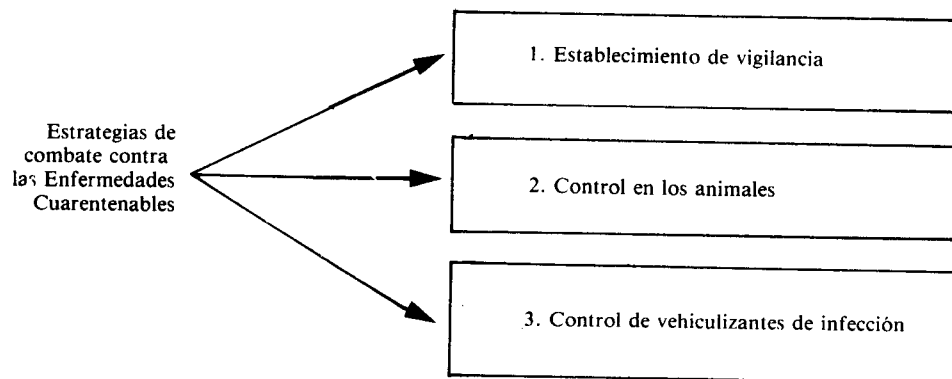 1. Establecimiento de vigilancia
Estrategias de
combate contra
las Enfermedades
Cuarentenables
2. Control en los animales
3. Control de vehiculizantes de infección